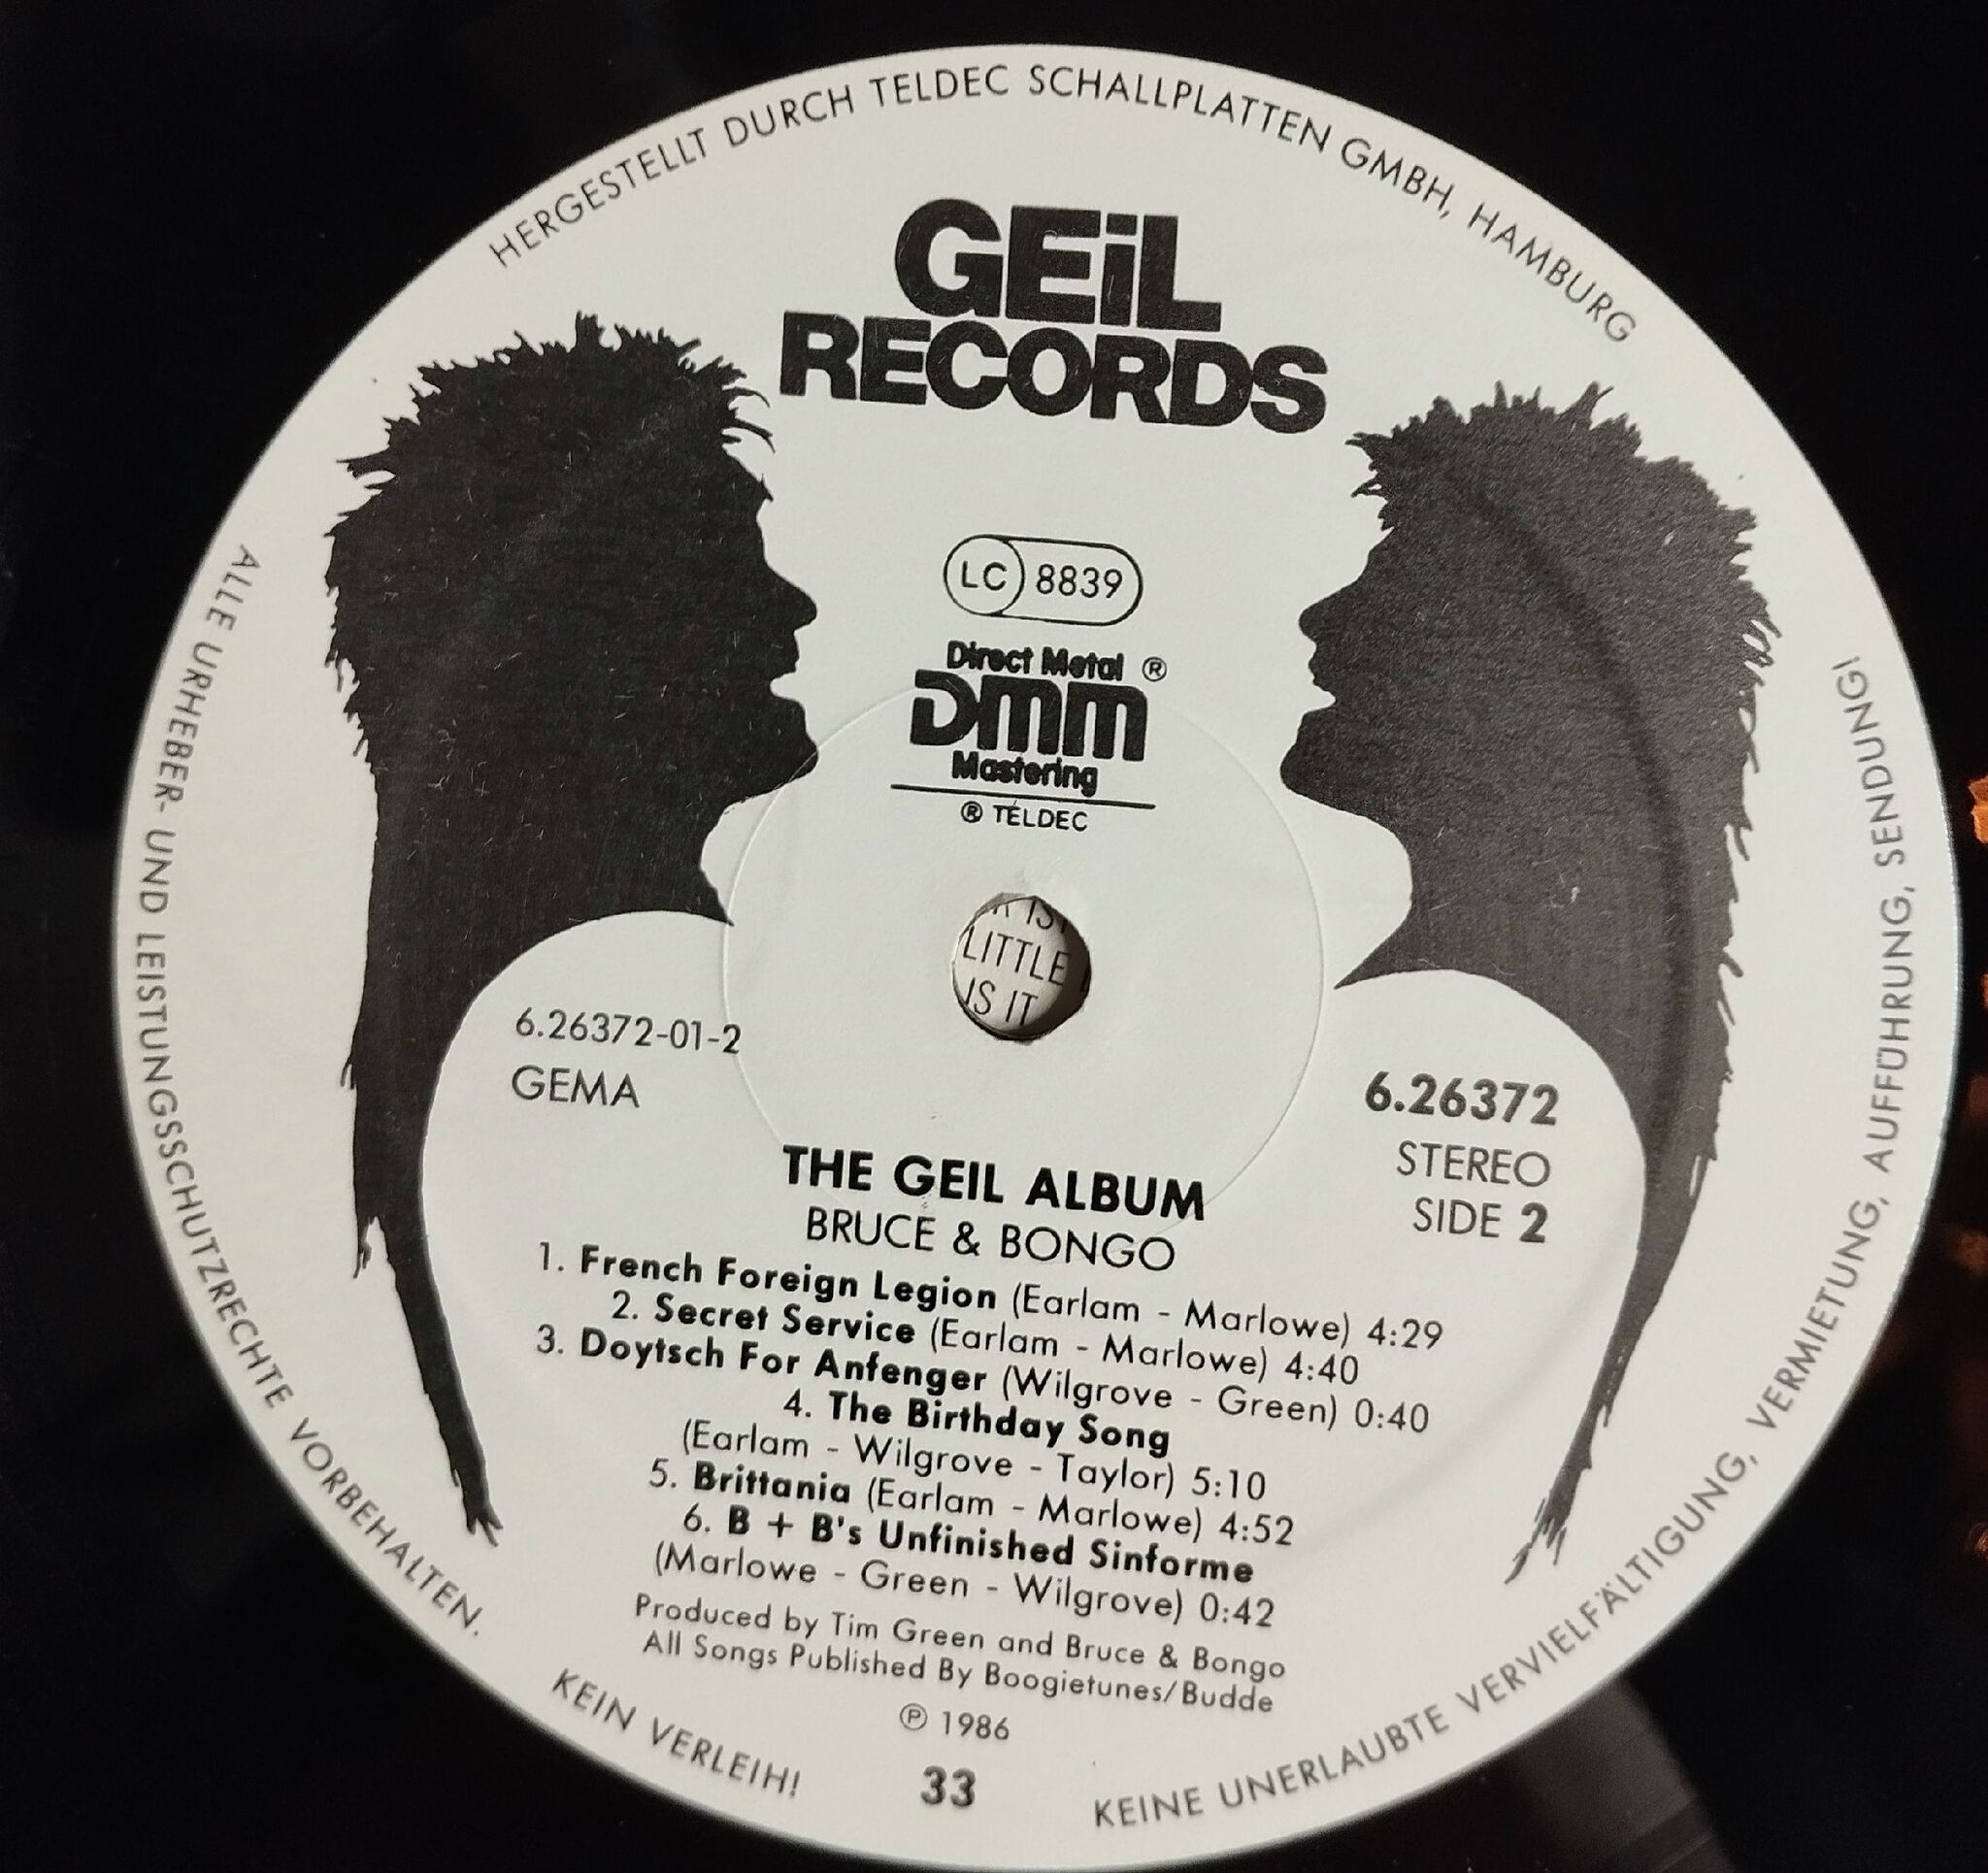 HERGESTELLT DURCH TELDEC SCHALLPLATTEN GMBH, HAMBURG
GEiL
RECORDS
LC 8839
Direct Metal ®
DMM
Mastering
® TELDEC
IS
LITTLE
IS IT
6.26372-01-2
GEMA
6.26372
STEREO
SIDE 2
THE GEIL ALBUM
BRUCE & BONGO
1. French Foreign Legion (Earlam - Marlowe) 4:29
2. Secret Service (Earlam - Marlowe) 4:40
3. Doytsch For Anfenger (Wilgrove - Green) 0:40
4. The Birthday Song
(Earlam - Wilgrove - Taylor) 5:10
5. Brittania (Earlam - Marlowe) 4:52
6. B + B's Unfinished Sinforme
(Marlowe - Green - Wilgrove) 0:42
Produced by Tim Green and Bruce & Bongo
All Songs Published By Boogietunes/Budde
℗ 1986
33
ALLE URHEBER- UND LEISTUNGSSCHUTZRECHTE VORBEHALTEN.
KEIN VERLEIH!
KEINE UNERLAUBTE VERVIELFÄLTIGUNG, VERMIETUNG, AUFFÜHRUNG, SENDUNG!